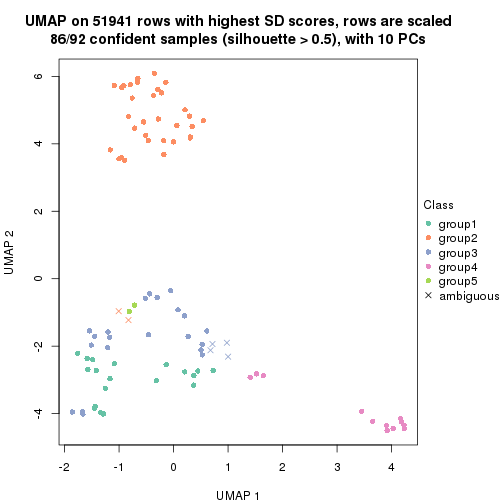 UMAP on 51941 rows with highest SD scores, rows are scaled
86/92 confident samples (silhouette > 0.5), with 10 PCs
6
4
2
0
-2
-4
UMAP 2
-2
-1
0
1
2
3
4
UMAP 1
Class
group1
group2
group3
group4
group5
ambiguous